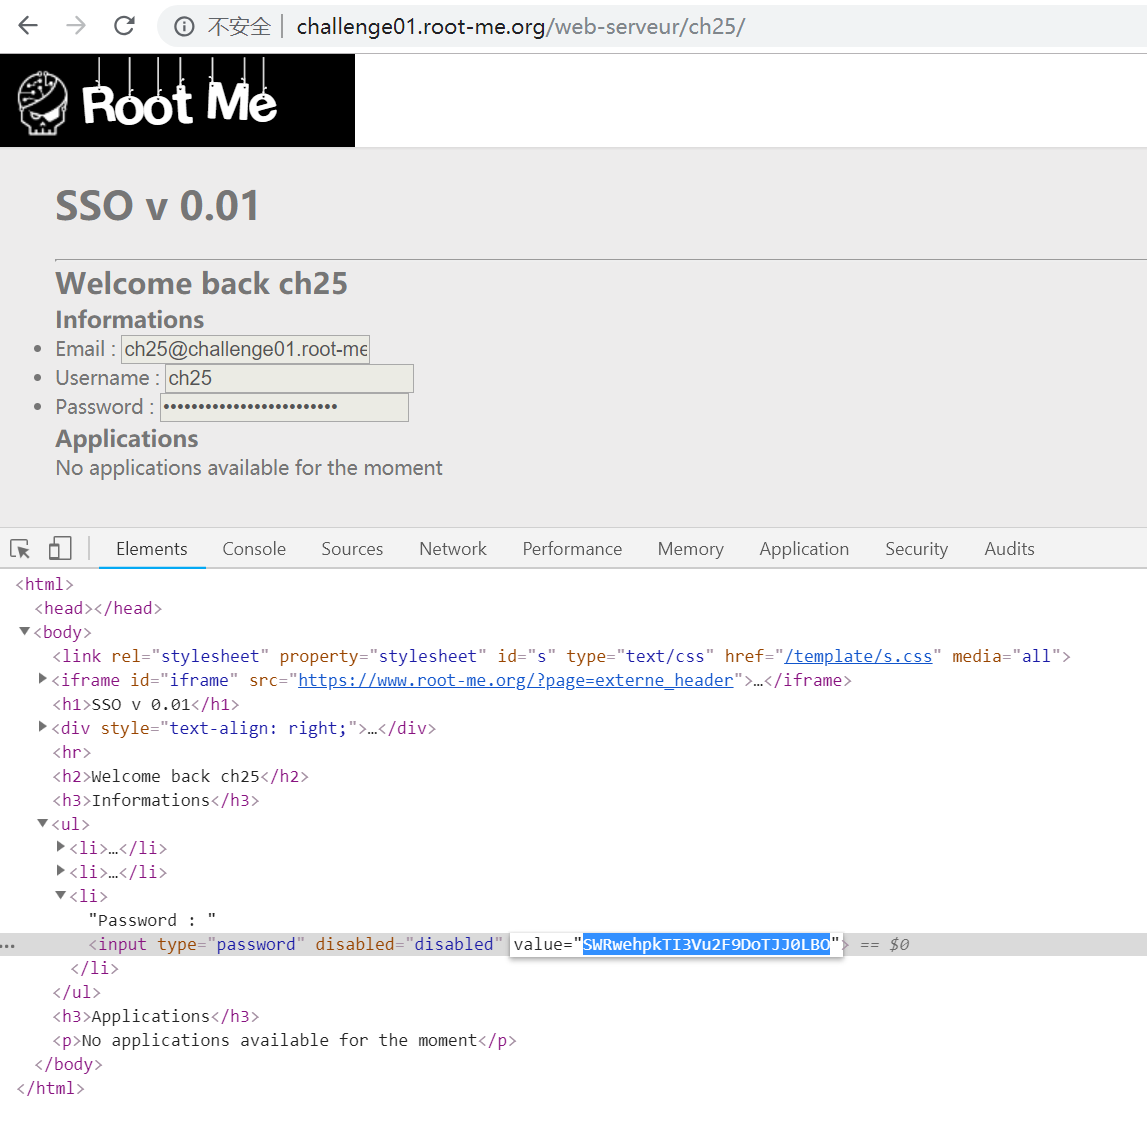 不安全 | challenge01.root-me.org/web-serveur/ch25/
Root Me
SSO v 0.01
Welcome back ch25
Informations
Email : ch25@challenge01.root-me
Username : ch25
Password : •••••••••••••••••••••••••
Applications
No applications available for the moment
Elements Console Sources Network Performance Memory Application Security Audits
<html>
<head></head>
<body>
<link rel="stylesheet" property="stylesheet" id="s" type="text/css" href="/template/s.css" media="all">
<iframe id="iframe" src="https://www.root-me.org/?page=externe_header">…</iframe>
<h1>SSO v 0.01</h1>
<div style="text-align: right;">…</div>
<hr>
<h2>Welcome back ch25</h2>
<h3>Informations</h3>
<ul>
<li>…</li>
<li>…</li>
<li>
"Password : "
<input type="password" disabled="disabled" value="SWRwehpkTI3Vu2F9DoTJJ0LBO"> == $0
</li>
</ul>
<h3>Applications</h3>
<p>No applications available for the moment</p>
</body>
</html>